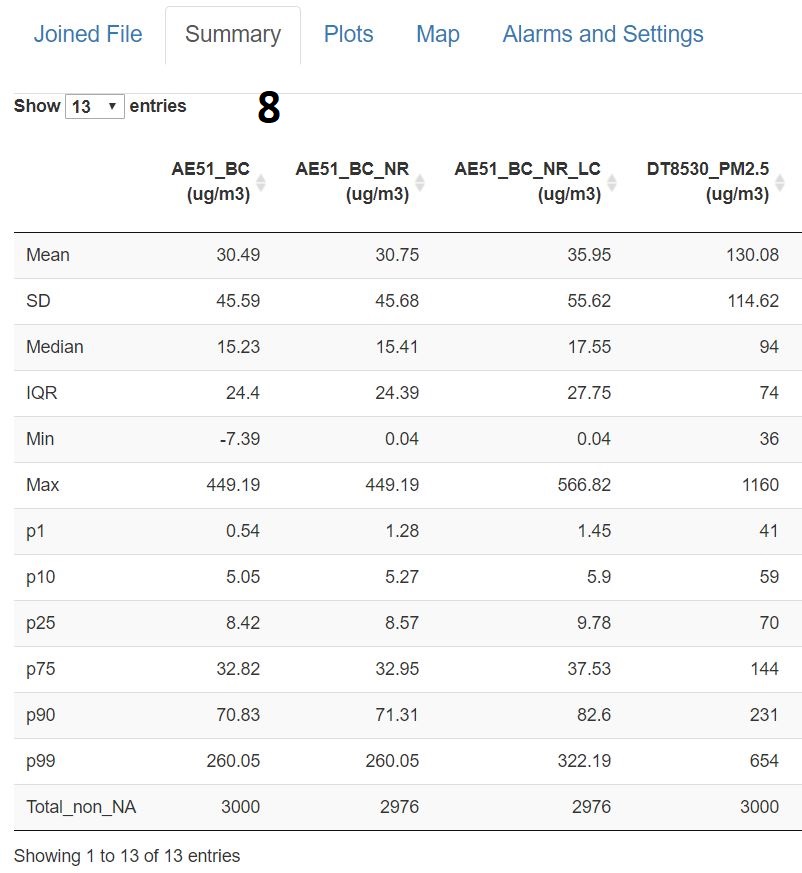 Joined File Summary Plots Map Alarms and Settings
Show 13 entries 8
AE51_BC AE51_BC_NR AE51_BC_NR_LC DT8530_PM2.5
(ug/m3) (ug/m3) (ug/m3) (ug/m3)
Mean 30.49 30.75 35.95 130.08
SD 45.59 45.68 55.62 114.62
Median 15.23 15.41 17.55 94
IQR 24.4 24.39 27.75 74
Min -7.39 0.04 0.04 36
Max 449.19 449.19 566.82 1160
p1 0.54 1.28 1.45 41
p10 5.05 5.27 5.9 59
p25 8.42 8.57 9.78 70
p75 32.82 32.95 37.53 144
p90 70.83 71.31 82.6 231
p99 260.05 260.05 322.19 654
Total_non_NA 3000 2976 2976 3000
Showing 1 to 13 of 13 entries